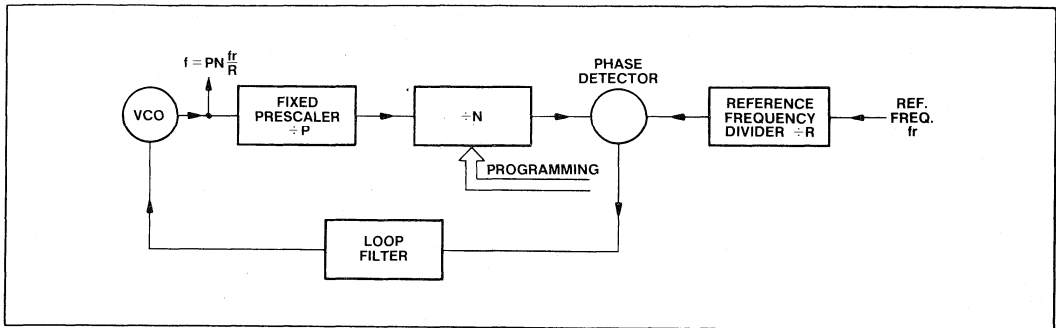 f = PN fr/R
VCO
FIXED
PRESCALER
÷P
÷N
PROGRAMMING
PHASE
DETECTOR
REFERENCE
FREQUENCY
DIVIDER ÷R
REF.
FREQ.
fr
LOOP
FILTER